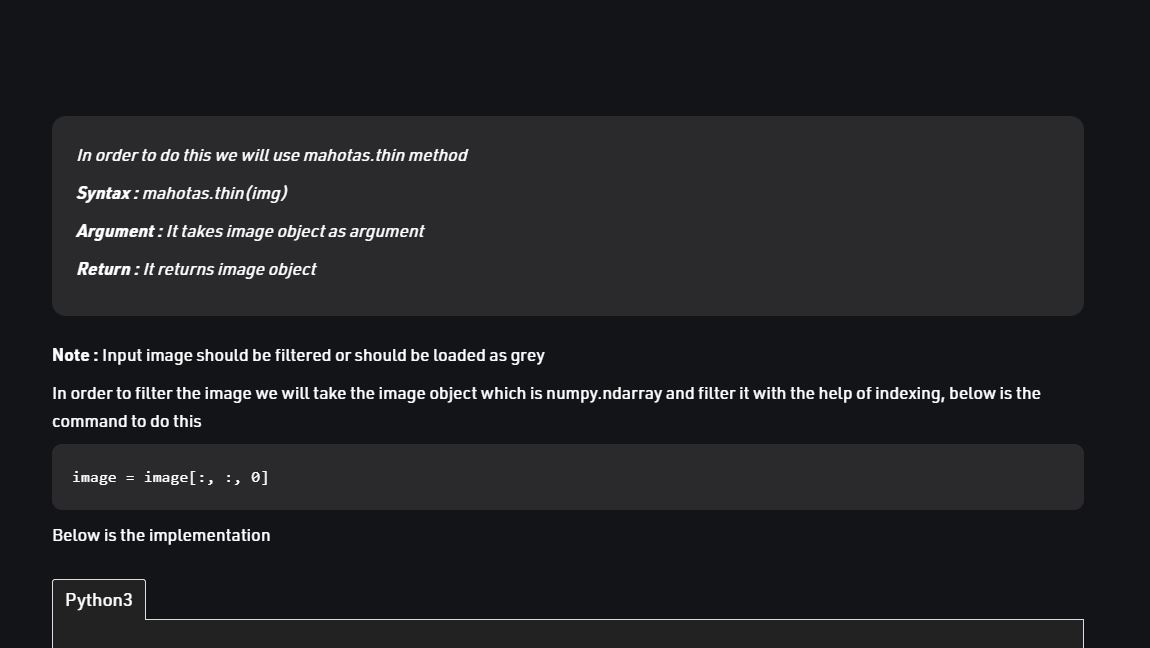 In order to do this we will use mahotas.thin method
Syntax : mahotas.thin(img)
Argument : It takes image object as argument
Return : It returns image object
Note : Input image should be filtered or should be loaded as grey
In order to filter the image we will take the image object which is numpy.ndarray and filter it with the help of indexing, below is the
command to do this
image = image[:, :, 0]
Below is the implementation
Python3